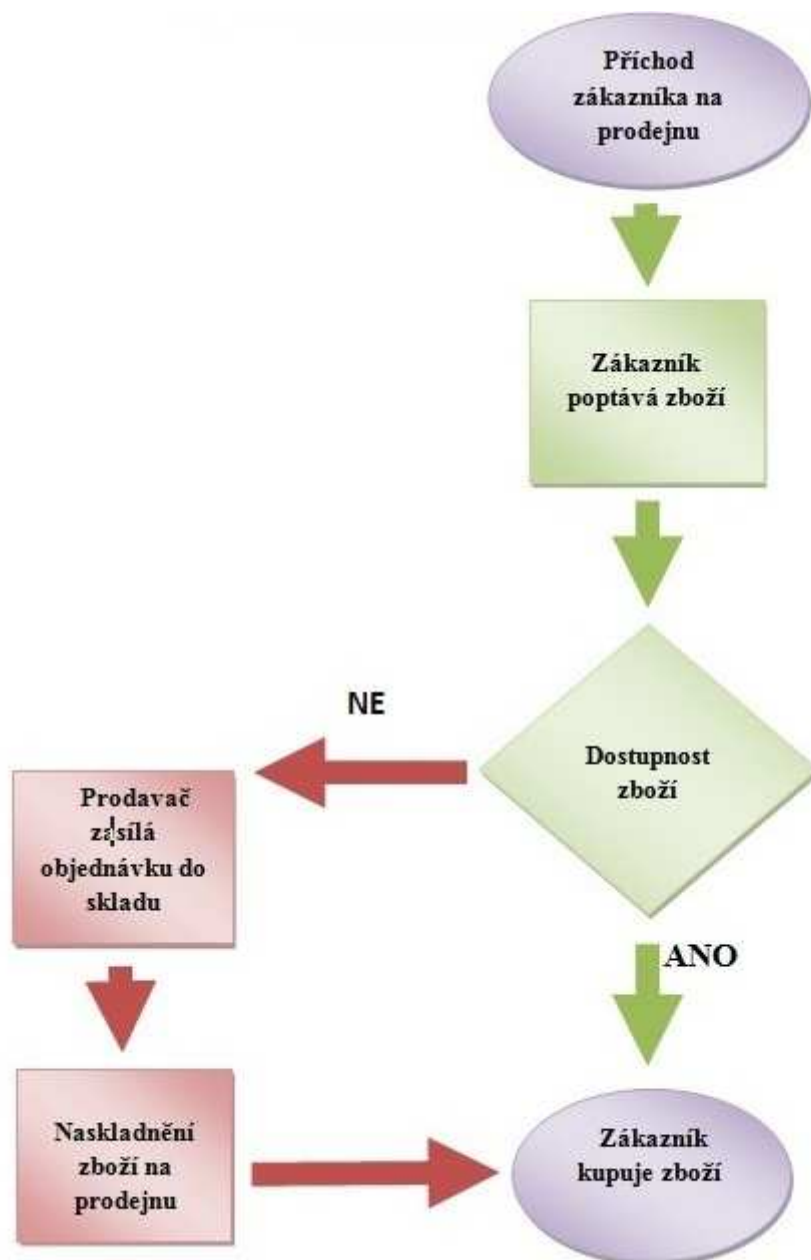 Příchod
zákazníka na
prodejnu
Zákazník
poptává zboží
Dostupnost
zboží
NE
Prodavač
zasílá
objednávku do
skladu
ANO
Naskladnění
zboží na
prodejnu
Zákazník
kupuje zboží